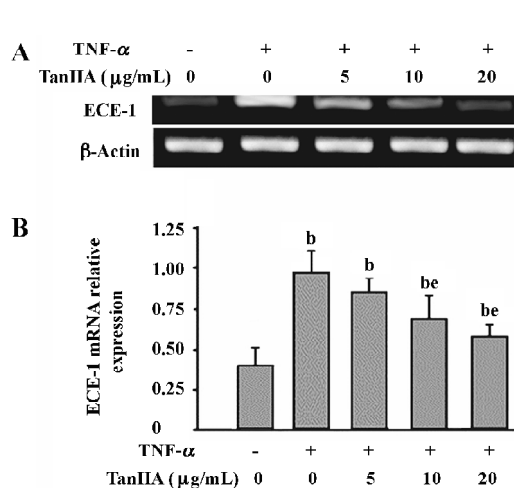 A
TNF-α - + + + +
TanIIA (μg/mL) 0 0 5 10 20
ECE-1
β-Actin
B
ECE-1 mRNA relative
expression
1.25
1.00
0.75
0.50
0.25
0
b b be be
TNF-α - + + + +
TanIIA (μg/mL) 0 0 5 10 20